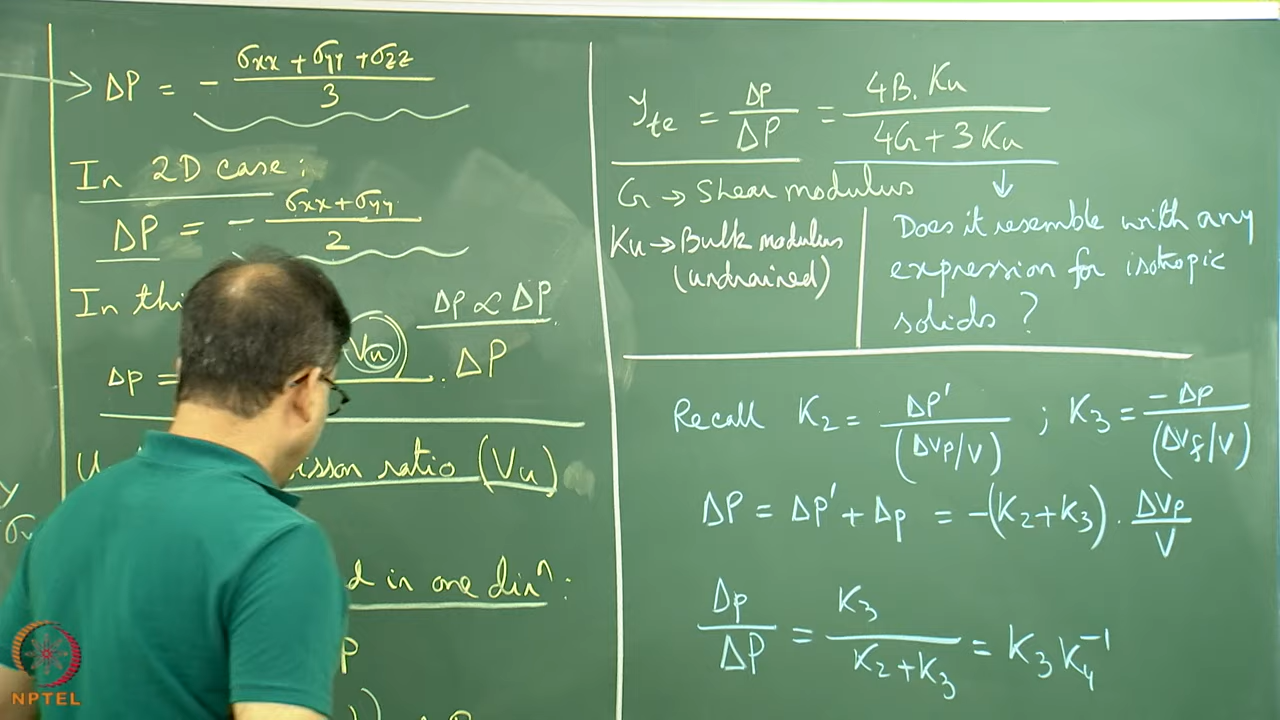 ΔP = - (σxx + σyy + σzz) / 3
In 2D case:
ΔP = - (σxx + σyy) / 2
In thi
Δp ∝ ΔP
Δp = Vu . ΔP
U sson ratio (Vu)
d in one dirⁿ:
P
γte = Δp / ΔP = 4B. Ku / (4G + 3Ku)
G → Shear modulus
Ku → Bulk modulus
(undrained)
Does it resemble with any
expression for isotropic
solids ?
Recall K2 = ΔP' / (ΔVp/V) ; K3 = -Δp / (ΔVf/V)
ΔP = ΔP' + Δp = -(K2+K3) . ΔVp / V
Δp / ΔP = K3 / (K2+K3) = K3 K4⁻¹
NPTEL